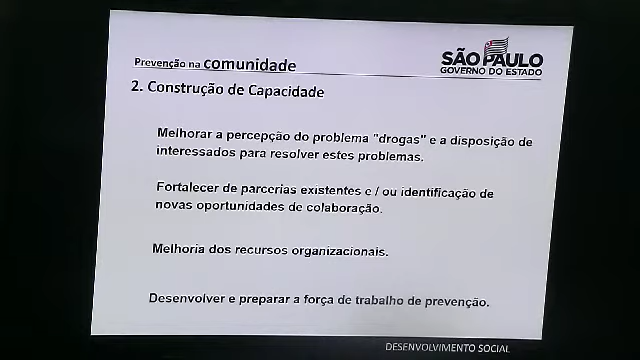 Prevenção na comunidade
SÃO PAULO
GOVERNO DO ESTADO
2. Construção de Capacidade
Melhorar a percepção do problema "drogas" e a disposição de
interessados para resolver estes problemas.
Fortalecer de parcerias existentes e / ou identificação de
novas oportunidades de colaboração.
Melhoria dos recursos organizacionais.
Desenvolver e preparar a força de trabalho de prevenção.
DESENVOLVIMENTO SOCIAL